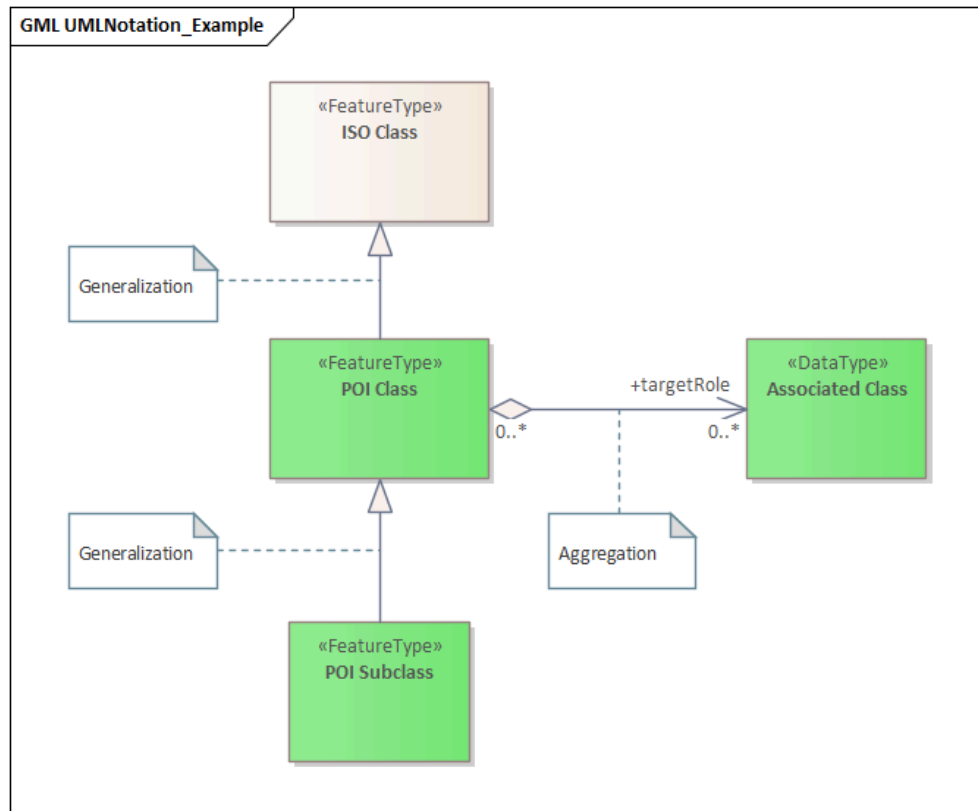 GML UMLNotation_Example
«FeatureType»
ISO Class
Generalization
«FeatureType»
POI Class
+targetRole
0..*
0..*
«DataType»
Associated Class
Generalization
Aggregation
«FeatureType»
POI Subclass